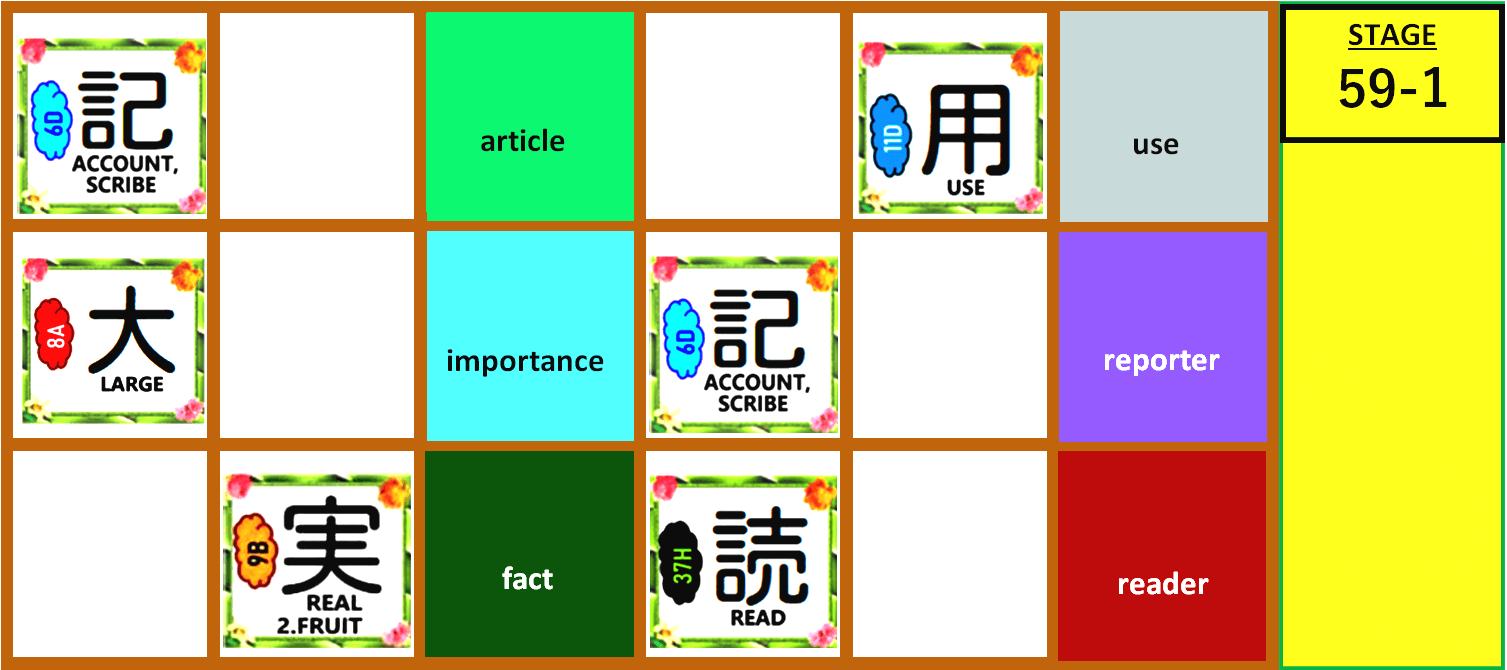 6D
記
ACCOUNT,
SCRIBE
article
11D
用
USE
use
STAGE
59-1
8A
大
LARGE
importance
6D
記
ACCOUNT,
SCRIBE
reporter
9B
実
REAL
2.FRUIT
fact
37H
読
READ
reader